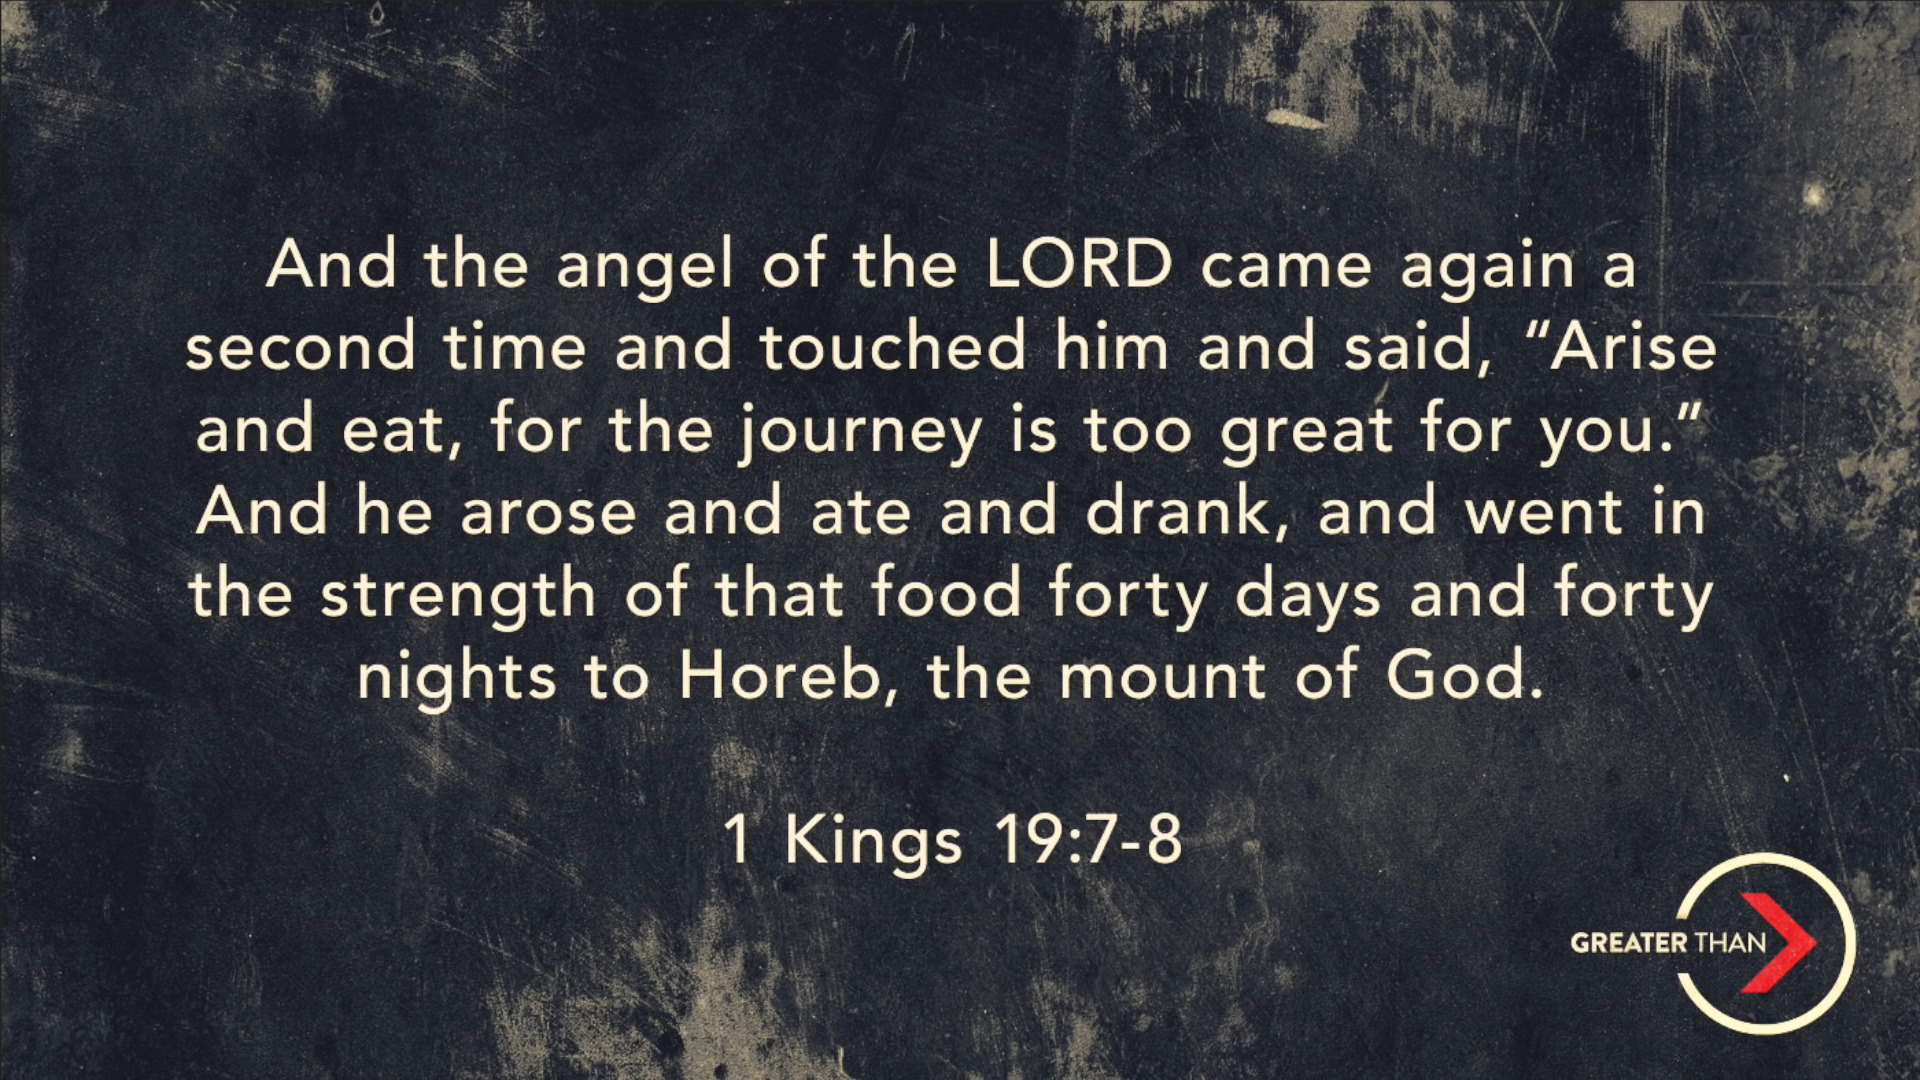 And the angel of the LORD came again a
second time and touched him and said, “Arise
and eat, for the journey is too great for you.”
And he arose and ate and drank, and went in
the strength of that food forty days and forty
nights to Horeb, the mount of God.
1 Kings 19:7-8
GREATER THAN